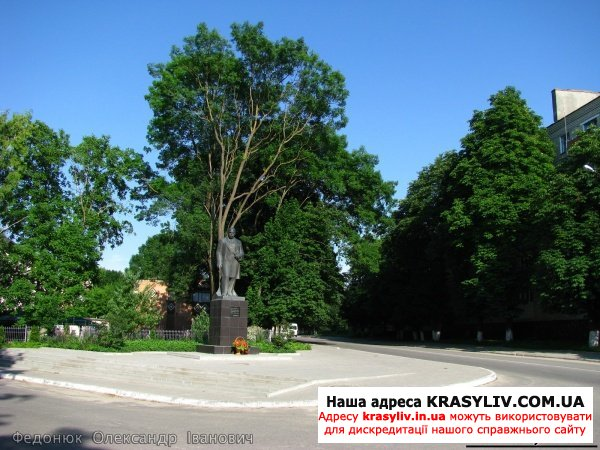 Наша адреса KRASYLIV.COM.UA
Адресу krasyliv.in.ua можуть використовувати
для дискредитації нашого справжнього сайту
Федонюк Олександр Іванович